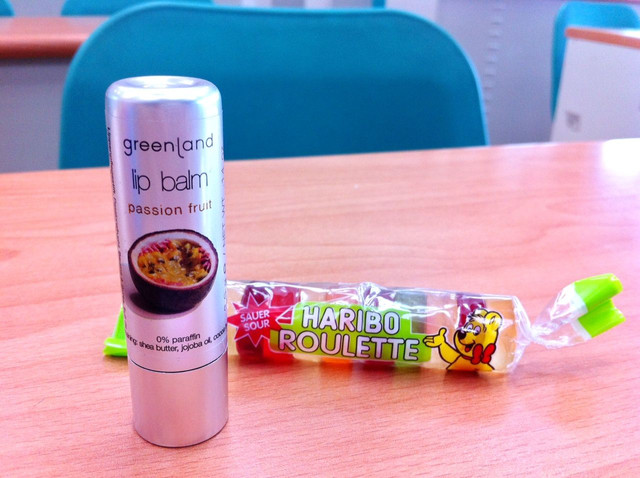 greenland
lip balm
passion fruit
0% paraffin
shea butter, jojoba oil,
SAUER
SOUR
HARIBO
ROULETTE